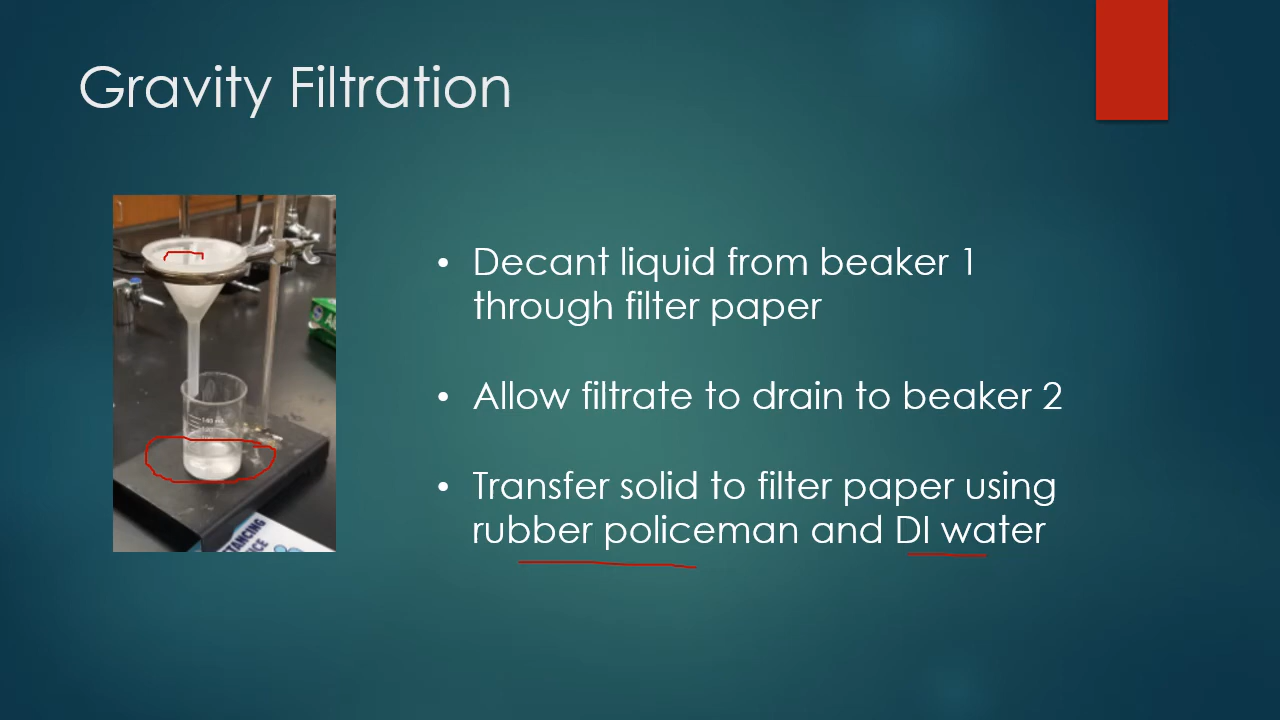 Gravity Filtration
• Decant liquid from beaker 1
through filter paper
• Allow filtrate to drain to beaker 2
• Transfer solid to filter paper using
rubber policeman and DI water